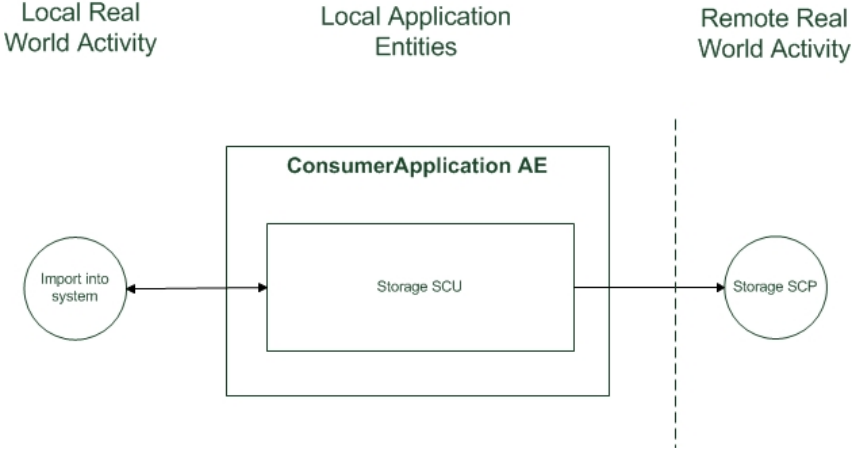 Local Real
World Activity
Local Application
Entities
Remote Real
World Activity
ConsumerApplication AE
Import into
system
Storage SCU
Storage SCP